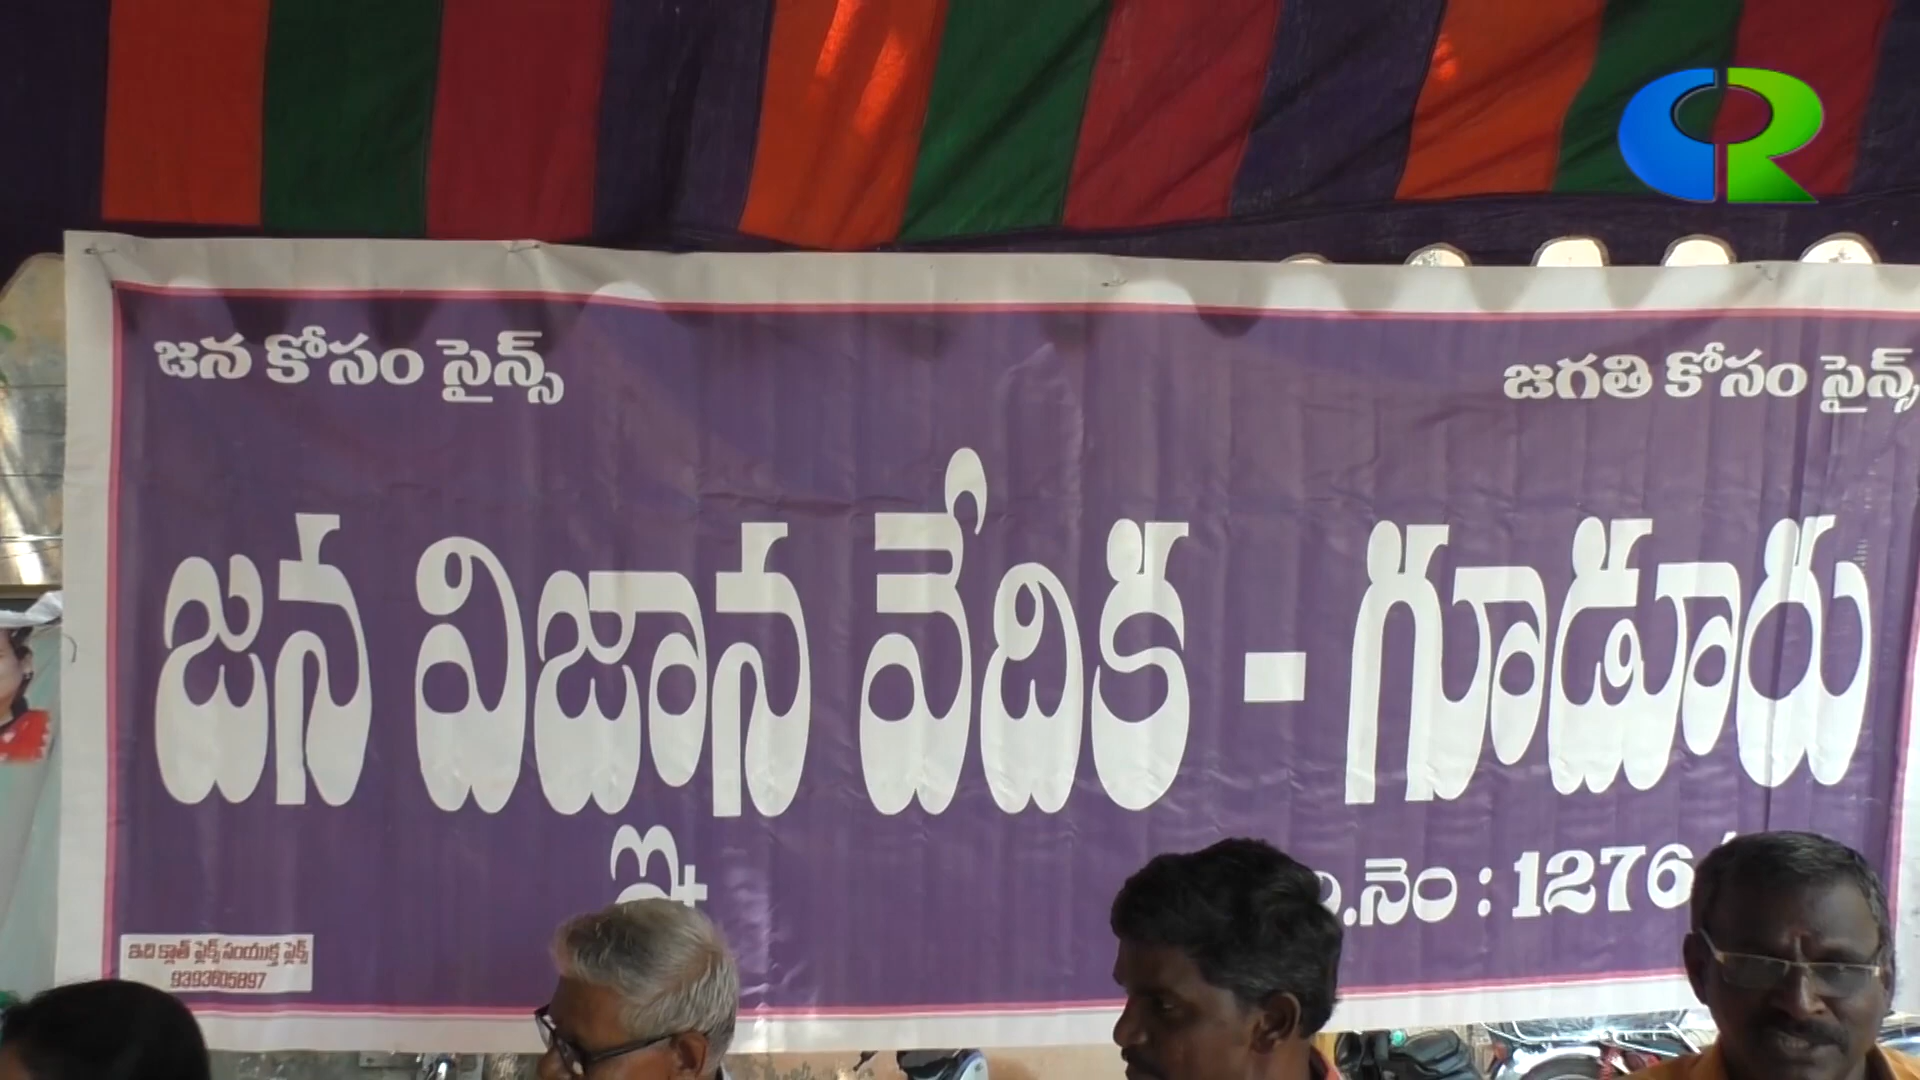 జన కోసం సైన్స్
జగతి కోసం సైన్స్
జన విజ్ఞాన వేదిక - గూడూరు
.నెం : 1276
ఇది క్లాత్ ఫ్లెక్స్ సంయుక్త ఫ్లెక్స్
9393605897
CR